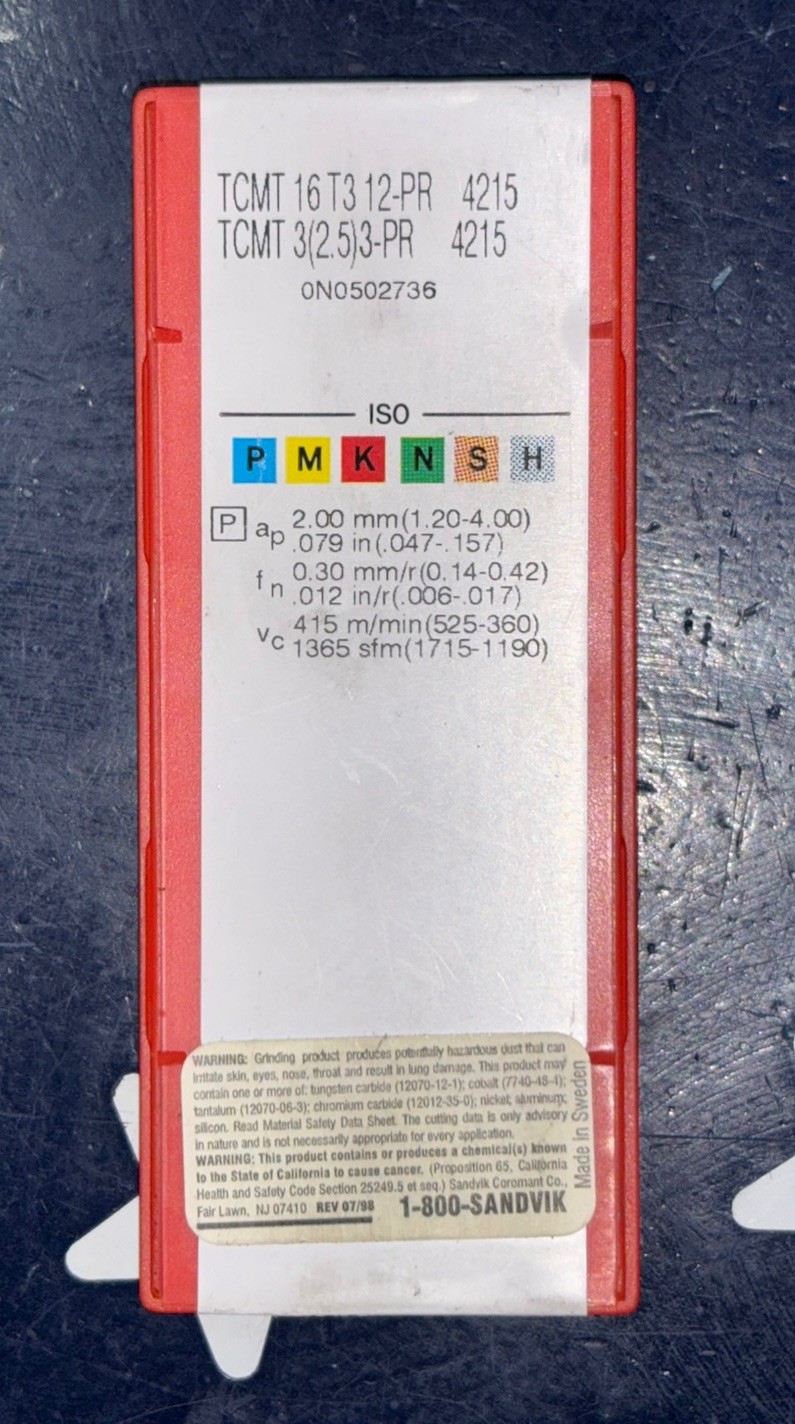 TCMT 16 T3 12-PR 4215
TCMT 3(2.5)3-PR 4215
0N0502736
ISO
P M K N S H
P ap 2.00 mm(1.20-4.00)
.079 in(.047-.157)
fn 0.30 mm/r(0.14-0.42)
.012 in/r(.006-.017)
vc 415 m/min(525-360)
1365 sfm(1715-1190)
WARNING: Grinding product produces potentially hazardous dust that can
irritate skin, eyes, nose, throat and result in lung damage. This product may
contain one or more of: tungsten carbide (12070-12-1); cobalt (7740-48-4);
tantalum (12070-06-3); chromium carbide (12012-35-0); nickel; aluminum;
silicon. Read Material Safety Data Sheet. The cutting data is only advisory
in nature and is not necessarily appropriate for every application.
WARNING: This product contains or produces a chemical(s) known
to the State of California to cause cancer. (Proposition 65, California
Health and Safety Code Section 25249.5 et seq.) Sandvik Coromant Co.,
Fair Lawn, NJ 07410 REV 07/98 1-800-SANDVIK
Made in Sweden